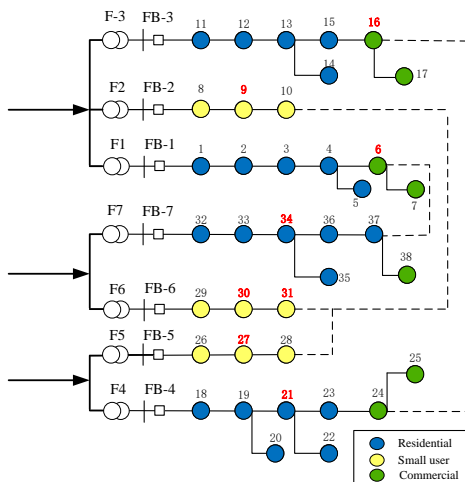 F-3 FB-3 11 12 13 15 16
14 17
F2 FB-2 8 9 10
F1 FB-1 1 2 3 4 6
5 7
F7 FB-7 32 33 34 36 37
38
35
F6 FB-6 29 30 31
F5 FB-5 26 27 28
25
F4 FB-4 18 19 21 23 24
20 22
Residential
Small user
Commercial